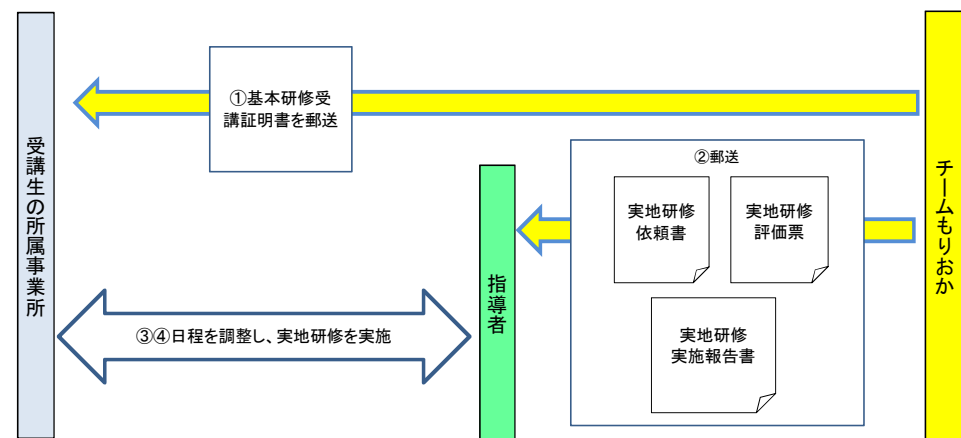 ①基本研修受
講証明書を郵送
受講生の所属事業所
②郵送
実地研修
依頼書
実地研修
評価票
実地研修
実施報告書
指導者
チームもりおか
③④日程を調整し、実地研修を実施